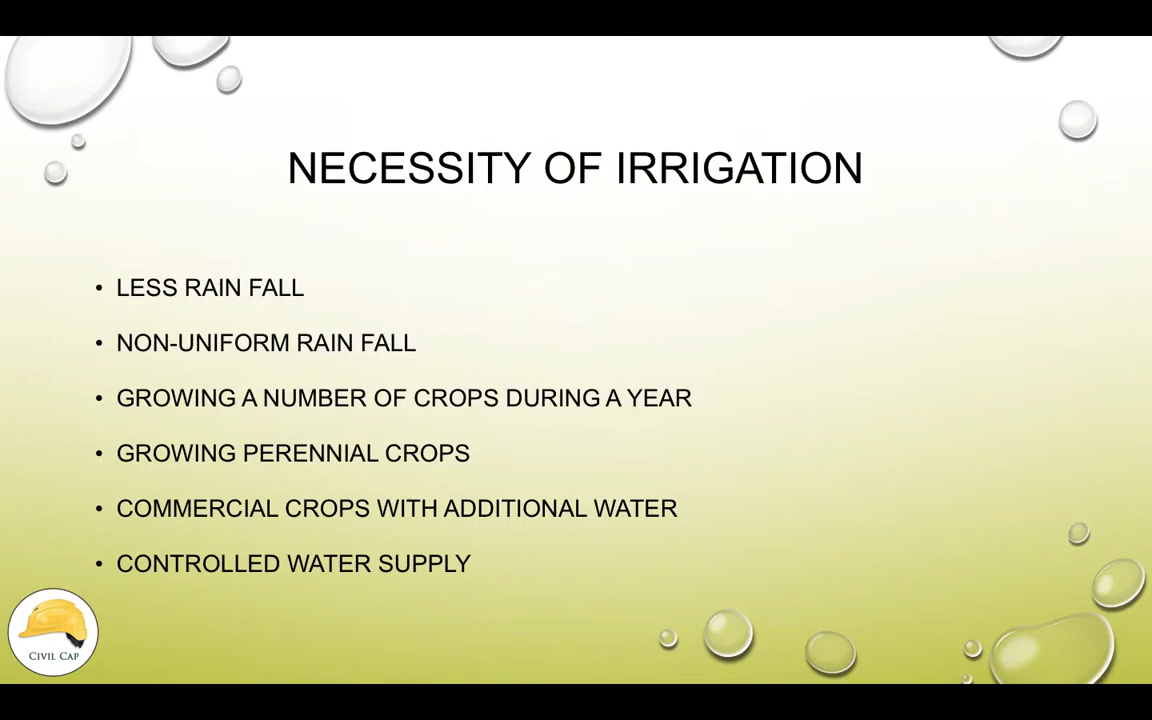 NECESSITY OF IRRIGATION
• LESS RAIN FALL
• NON-UNIFORM RAIN FALL
• GROWING A NUMBER OF CROPS DURING A YEAR
• GROWING PERENNIAL CROPS
• COMMERCIAL CROPS WITH ADDITIONAL WATER
• CONTROLLED WATER SUPPLY
CIVIL CAP